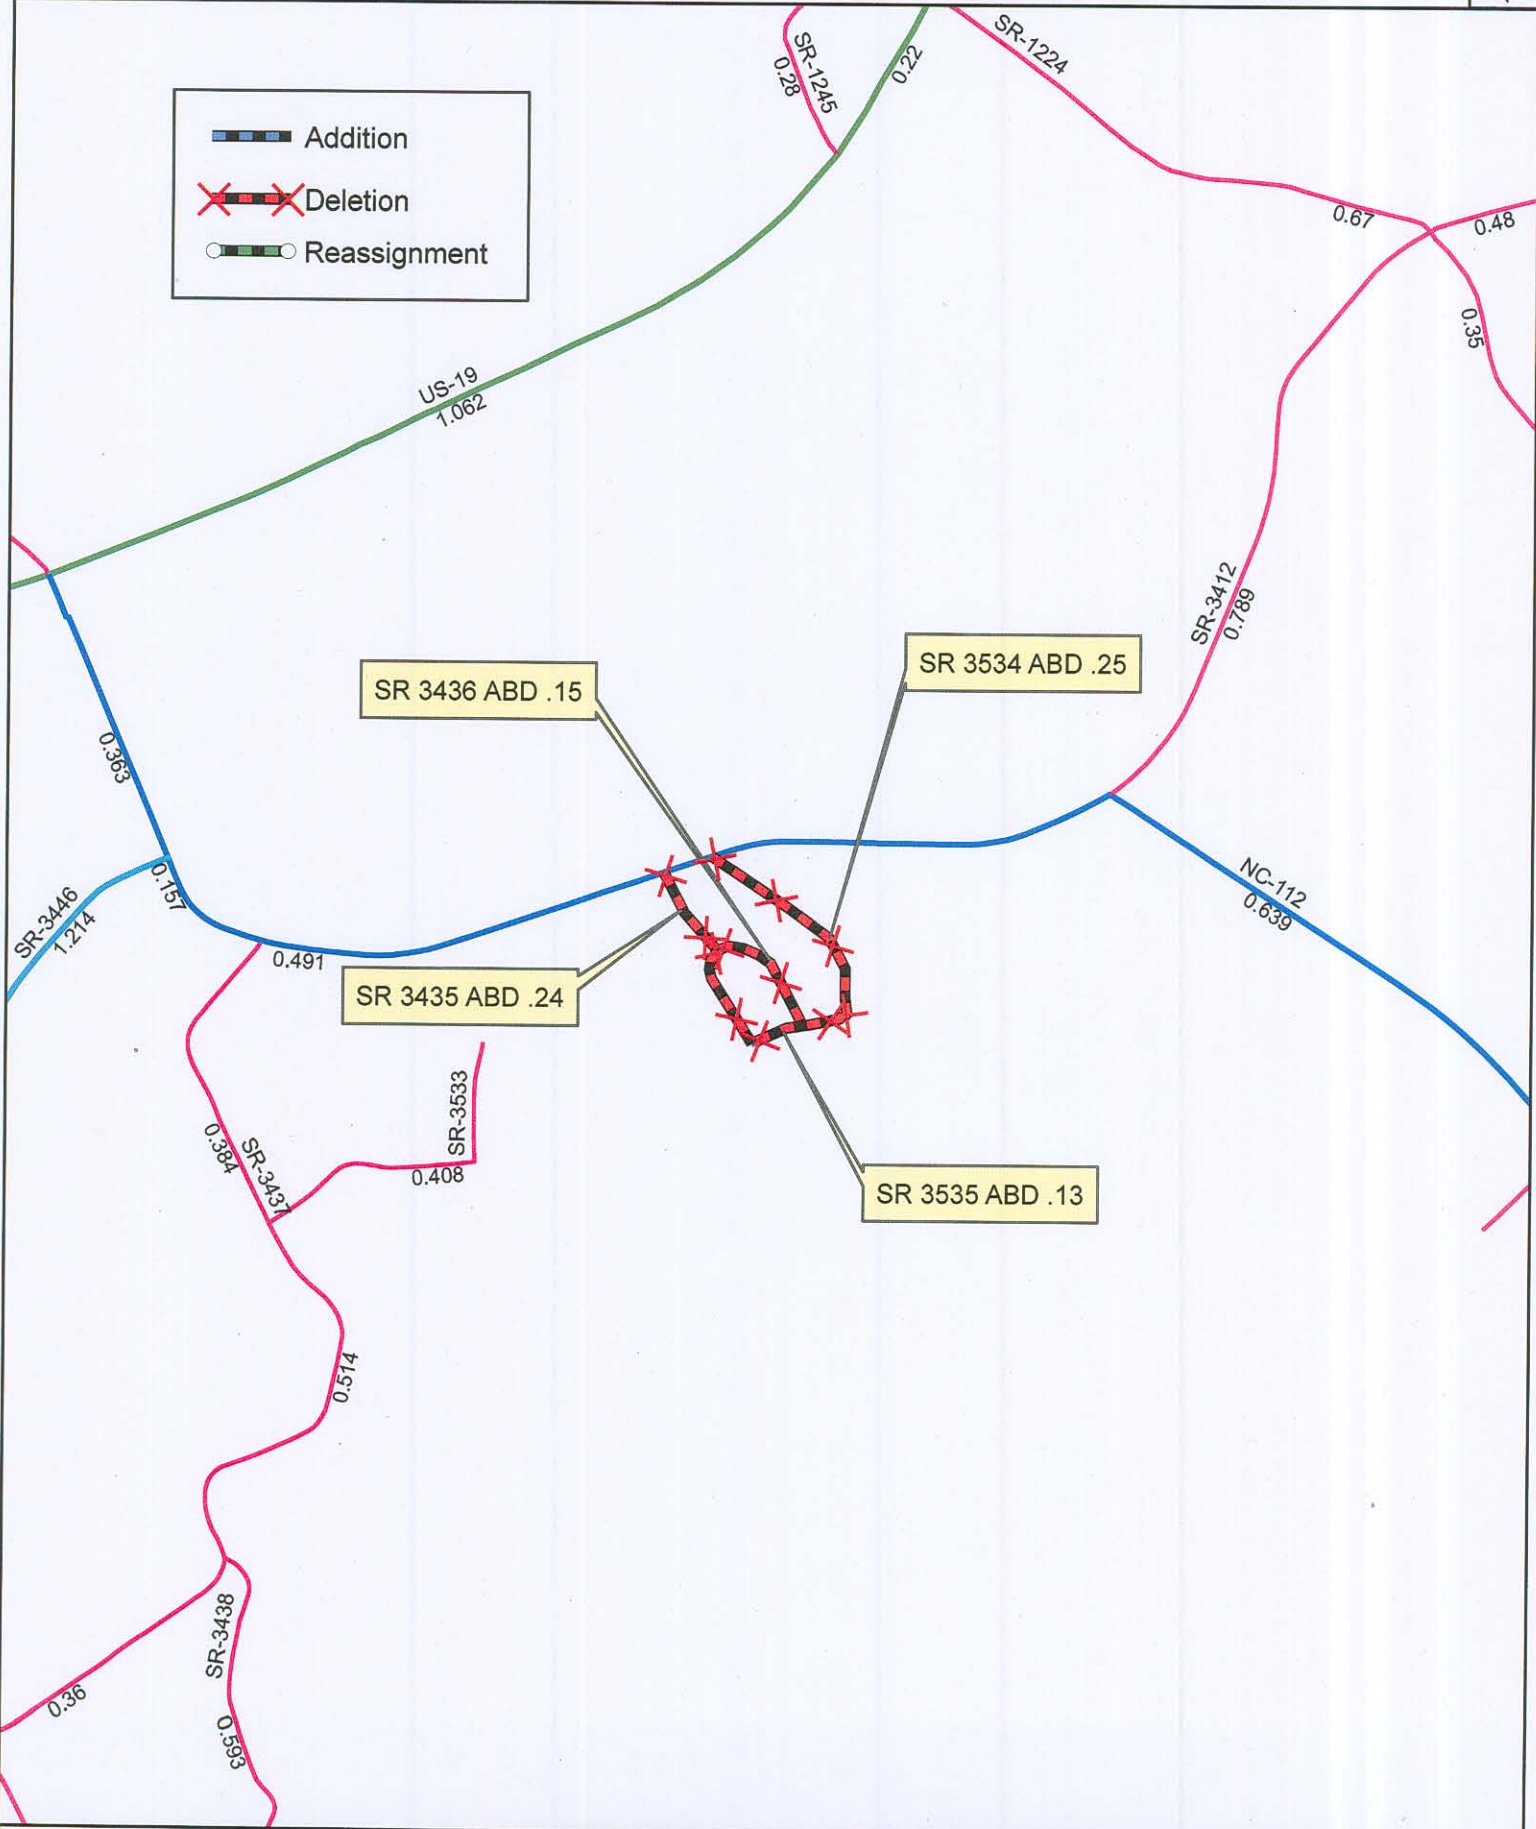 SR-1245
0.28
0.22
SR-1224
Addition
Deletion
Reassignment
0.67
0.48
0.35
US-19
1.062
SR-3412
0.789
SR 3534 ABD .25
SR 3436 ABD .15
0.363
0.157
SR-3446
1.214
NC-112
0.639
0.491
SR 3435 ABD .24
SR-3533
0.408
0.384
SR-3437
SR 3535 ABD .13
0.514
SR-3438
0.36
0.593